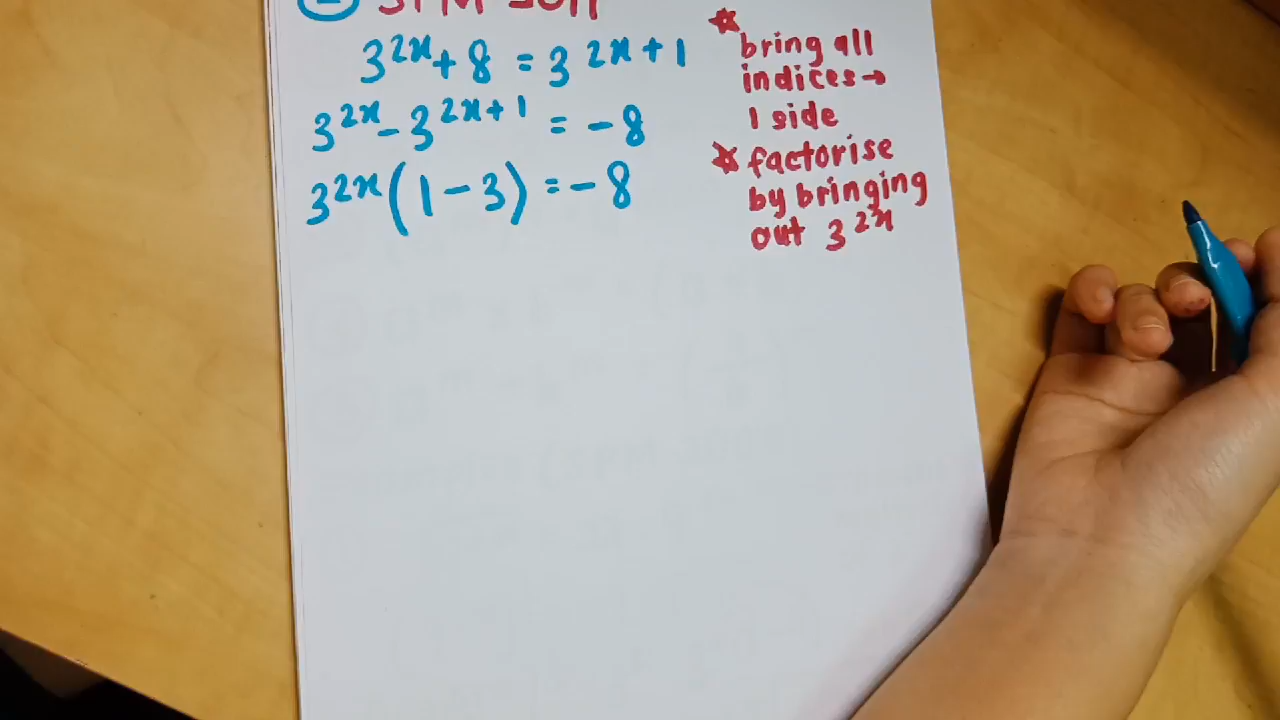 3^{2x} + 8 = 3^{2x+1}
3^{2x} - 3^{2x+1} = -8
3^{2x}(1-3) = -8
* bring all
indices →
1 side
* factorise
by bringing
out 3^{2x}